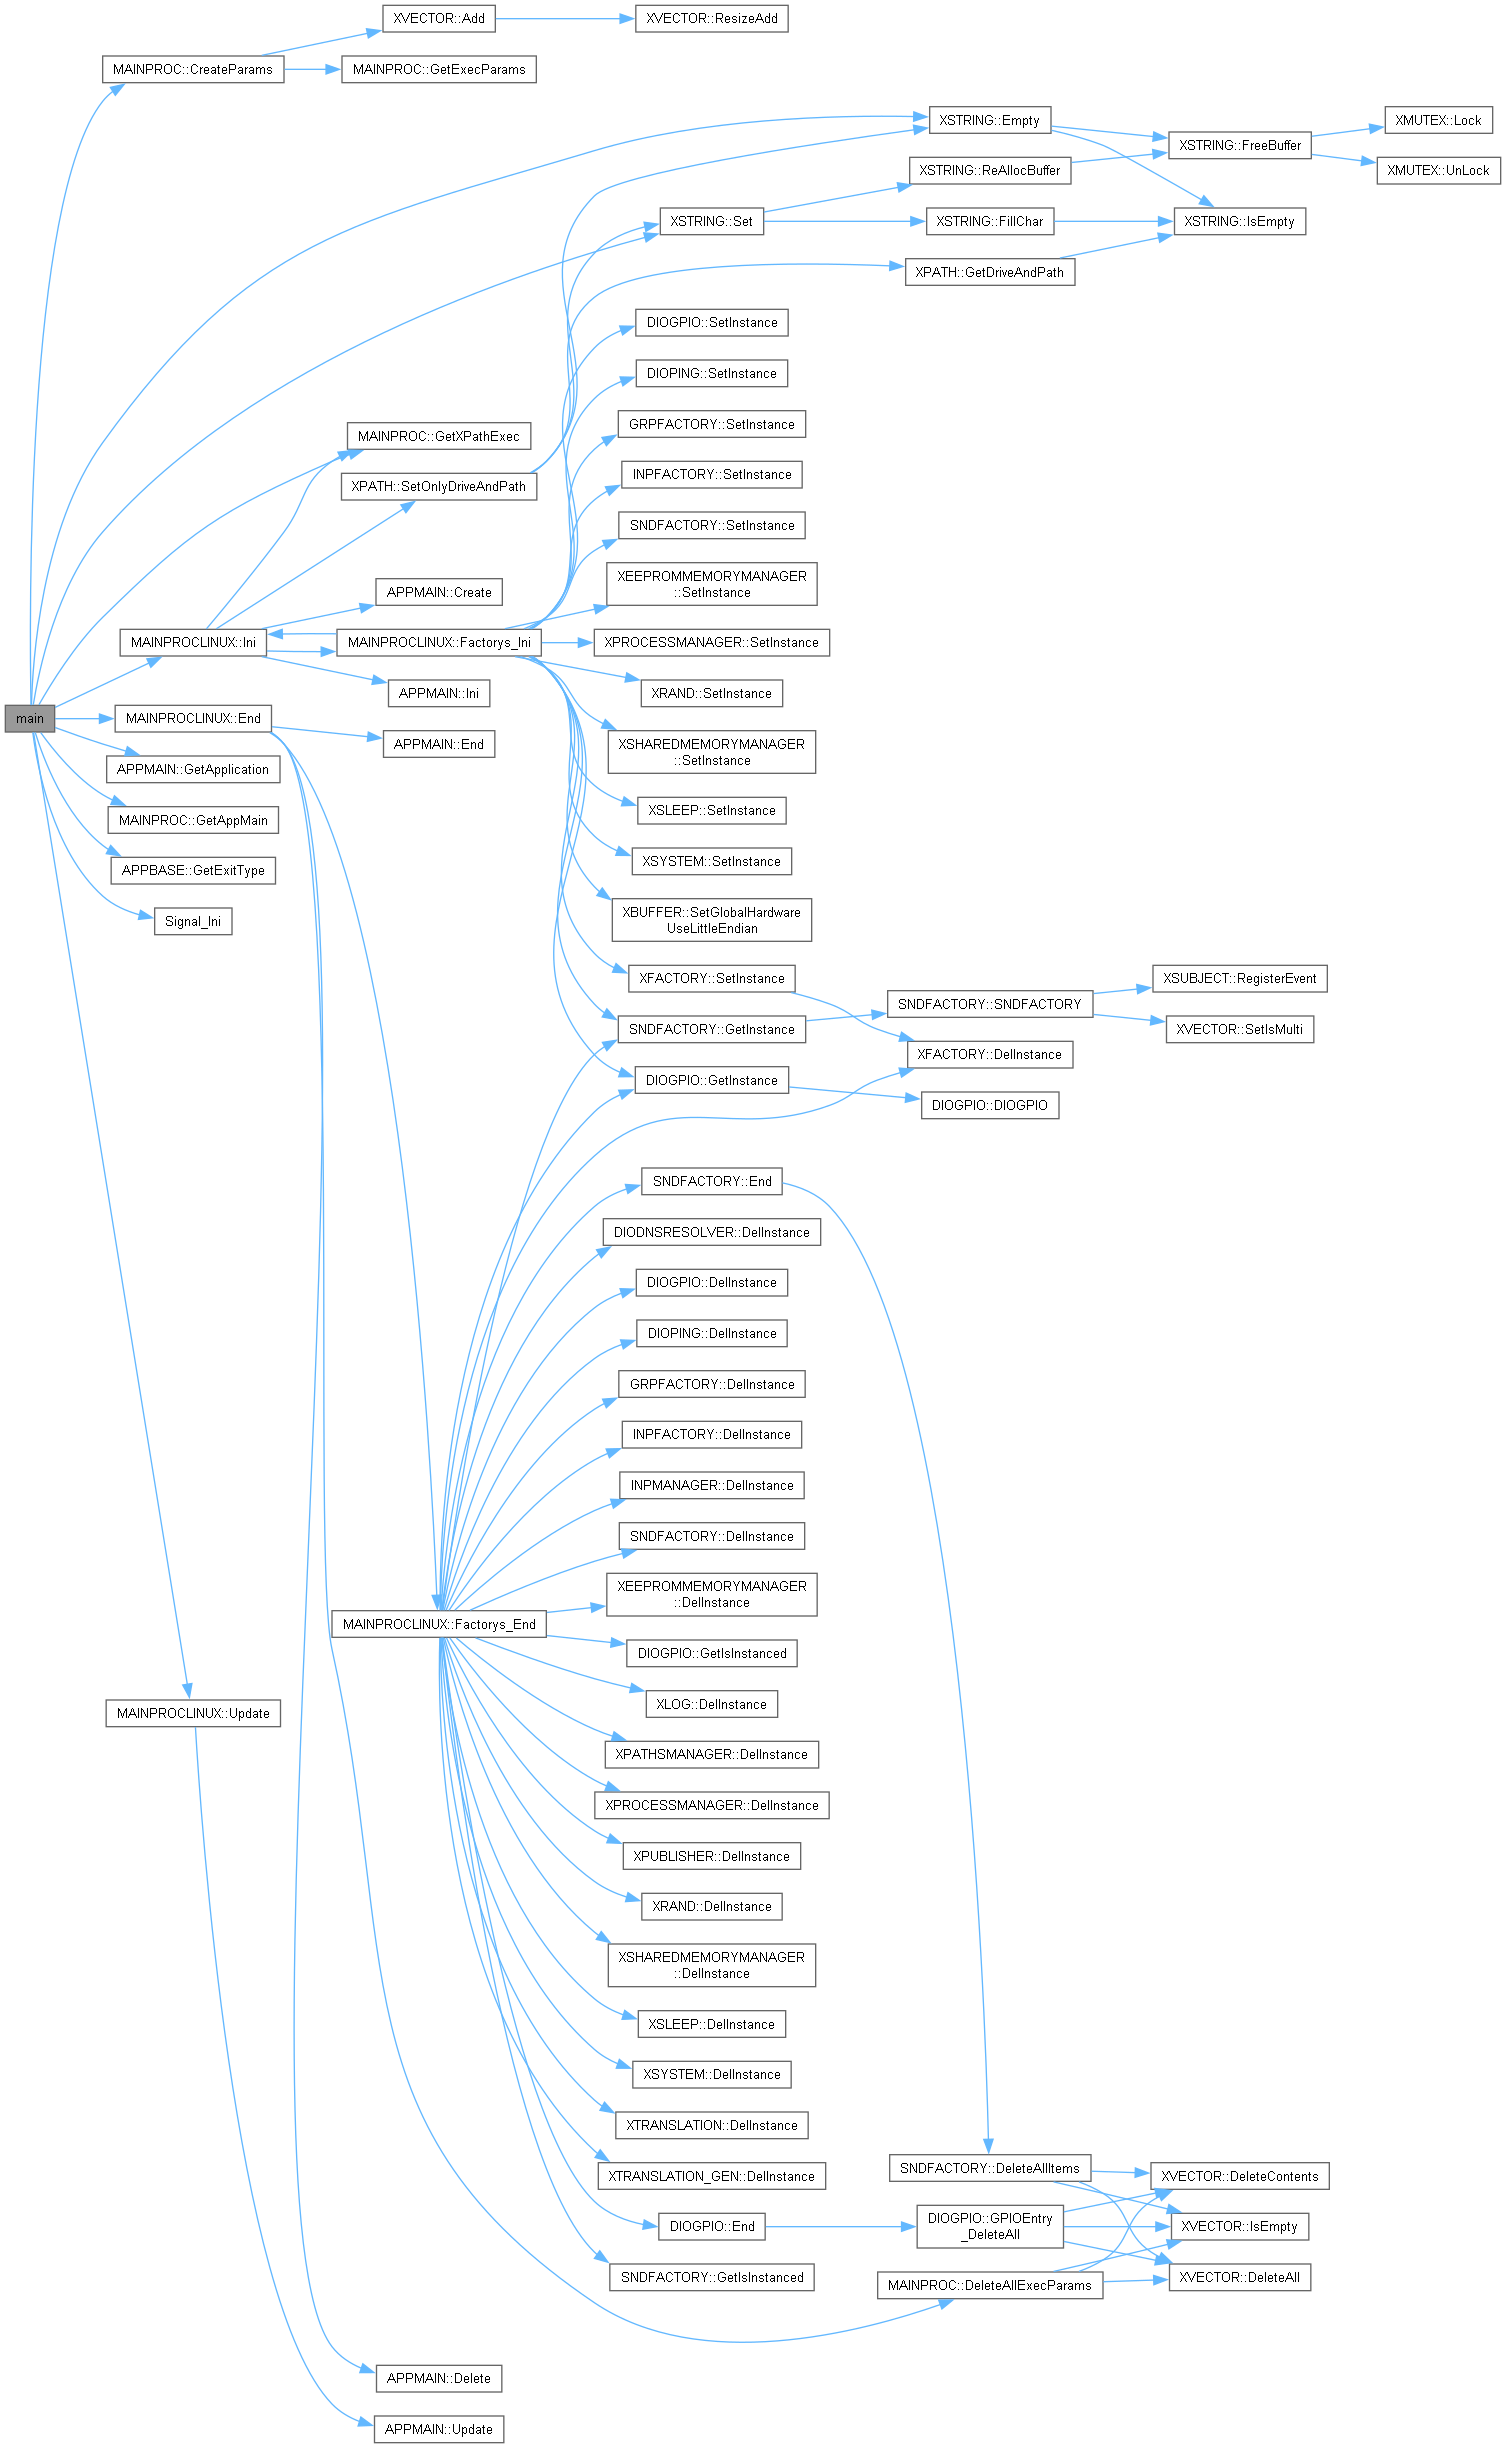 XVECTOR::Add
XVECTOR::ResizeAdd
MAINPROC::CreateParams
MAINPROC::GetExecParams
XSTRING::Empty
XMUTEX::Lock
XSTRING::FreeBuffer
XSTRING::ReAllocBuffer
XMUTEX::UnLock
XSTRING::Set
XSTRING::FillChar
XSTRING::IsEmpty
XPATH::GetDriveAndPath
DIOGPIO::SetInstance
DIOPING::SetInstance
GRPFACTORY::SetInstance
MAINPROC::GetXPathExec
INPFACTORY::SetInstance
XPATH::SetOnlyDriveAndPath
SNDFACTORY::SetInstance
XEEPROMMEMORYMANAGER
::SetInstance
APPMAIN::Create
MAINPROCLINUX::Ini
MAINPROCLINUX::Factorys_Ini
XPROCESSMANAGER::SetInstance
APPMAIN::Ini
XRAND::SetInstance
main
MAINPROCLINUX::End
APPMAIN::End
XSHAREDMEMORYMANAGER
::SetInstance
APPMAIN::GetApplication
XSLEEP::SetInstance
MAINPROC::GetAppMain
XSYSTEM::SetInstance
APPBASE::GetExitType
XBUFFER::SetGlobalHardware
UseLittleEndian
Signal_Ini
XFACTORY::SetInstance
XSUBJECT::RegisterEvent
SNDFACTORY::SNDFACTORY
SNDFACTORY::GetInstance
XVECTOR::SetIsMulti
XFACTORY::DelInstance
DIOGPIO::GetInstance
DIOGPIO::DIOGPIO
SNDFACTORY::End
DIODNSRESOLVER::DelInstance
DIOGPIO::DelInstance
DIOPING::DelInstance
GRPFACTORY::DelInstance
INPFACTORY::DelInstance
INPMANAGER::DelInstance
SNDFACTORY::DelInstance
XEEPROMMEMORYMANAGER
::DelInstance
MAINPROCLINUX::Factorys_End
DIOGPIO::GetIsInstanced
XLOG::DelInstance
MAINPROCLINUX::Update
XPATHSMANAGER::DelInstance
XPROCESSMANAGER::DelInstance
XPUBLISHER::DelInstance
XRAND::DelInstance
XSHAREDMEMORYMANAGER
::DelInstance
XSLEEP::DelInstance
XSYSTEM::DelInstance
XTRANSLATION::DelInstance
SNDFACTORY::DeleteAllItems
XTRANSLATION_GEN::DelInstance
XVECTOR::DeleteContents
DIOGPIO::End
DIOGPIO::GPIOEntry
_DeleteAll
XVECTOR::IsEmpty
SNDFACTORY::GetIsInstanced
MAINPROC::DeleteAllExecParams
XVECTOR::DeleteAll
APPMAIN::Delete
APPMAIN::Update